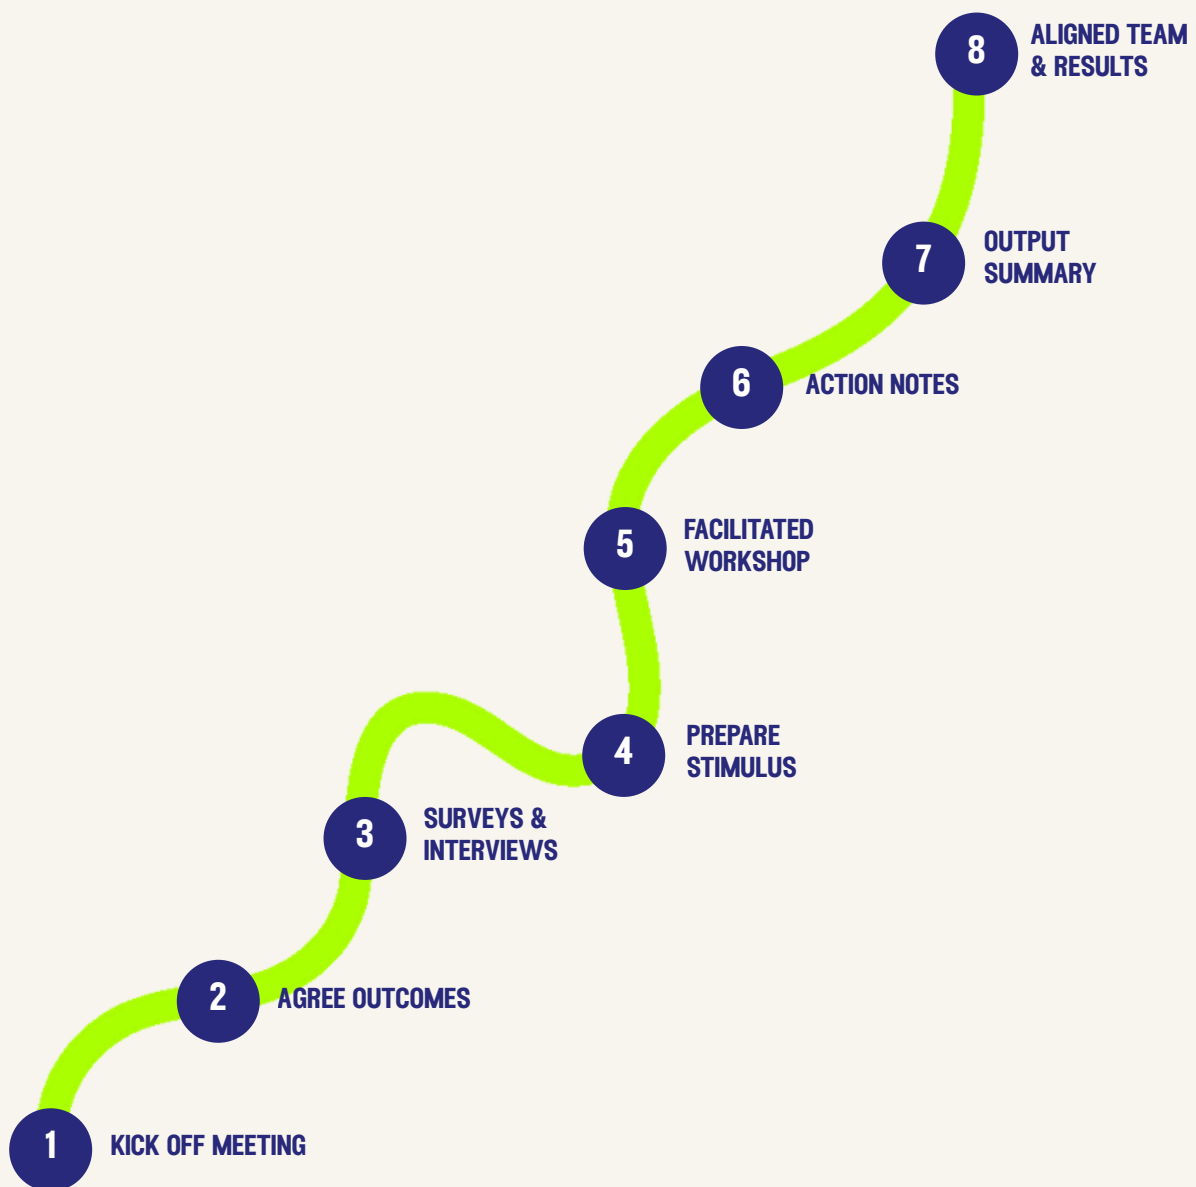 8
ALIGNED TEAM
& RESULTS
7
OUTPUT
SUMMARY
6
ACTION NOTES
5
FACILITATED
WORKSHOP
4
PREPARE
STIMULUS
3
SURVEYS &
INTERVIEWS
2
AGREE OUTCOMES
1
KICK OFF MEETING